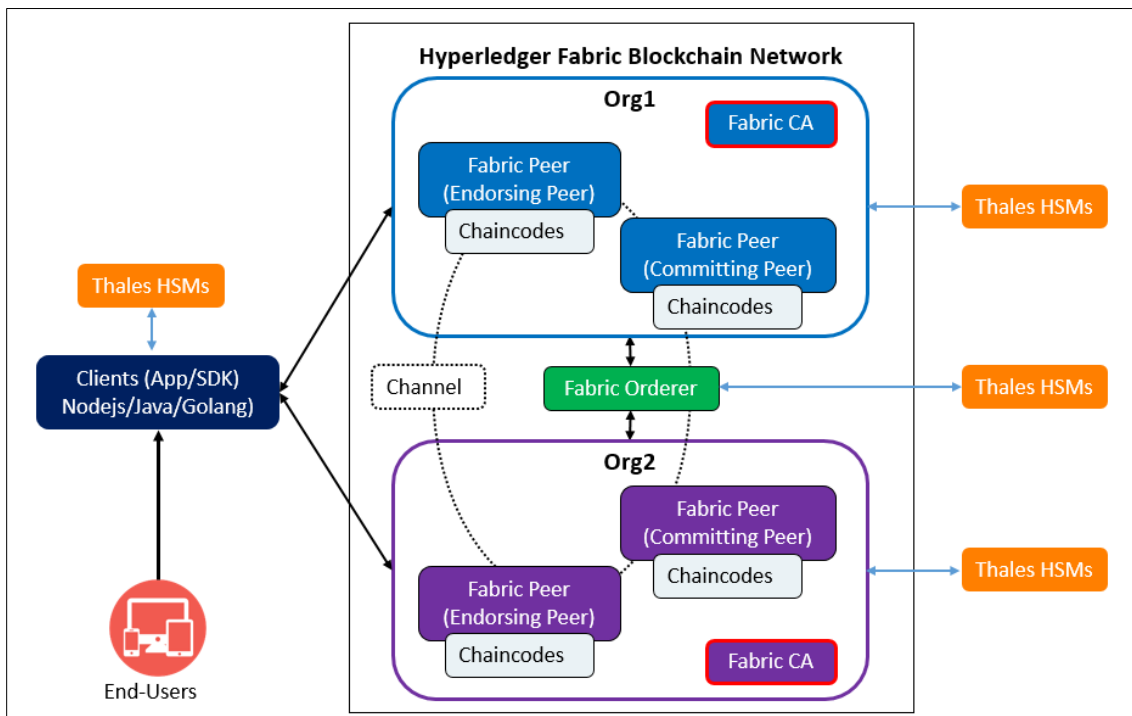 Hyperledger Fabric Blockchain Network
Org1
Fabric CA
Fabric Peer
(Endorsing Peer)
Chaincodes
Fabric Peer
(Committing Peer)
Chaincodes
Thales HSMs
Thales HSMs
Clients (App/SDK)
Nodejs/Java/Golang)
Channel
Fabric Orderer
Thales HSMs
Org2
Fabric Peer
(Committing Peer)
Chaincodes
Thales HSMs
Fabric Peer
(Endorsing Peer)
Chaincodes
Fabric CA
End-Users